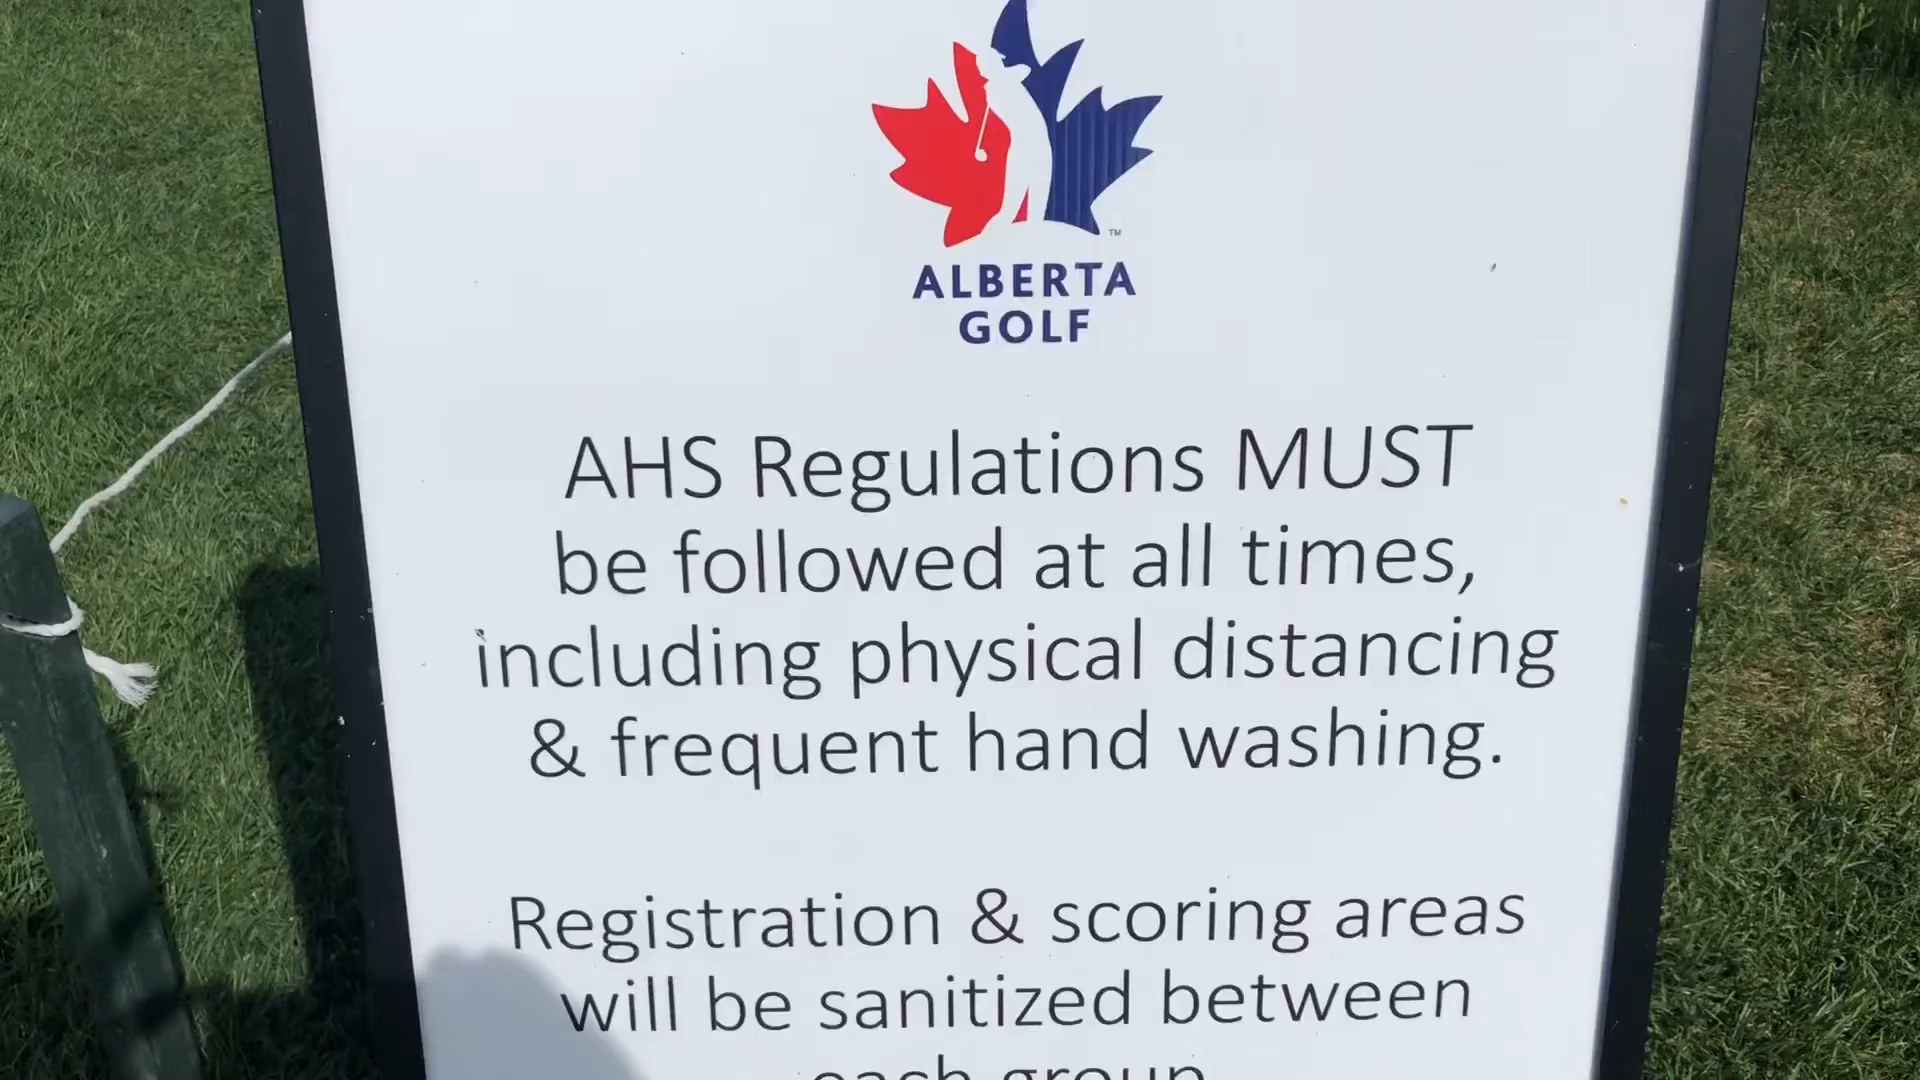 TM
ALBERTA
GOLF
AHS Regulations MUST
be followed at all times,
including physical distancing
& frequent hand washing.
Registration & scoring areas
will be sanitized between
each group